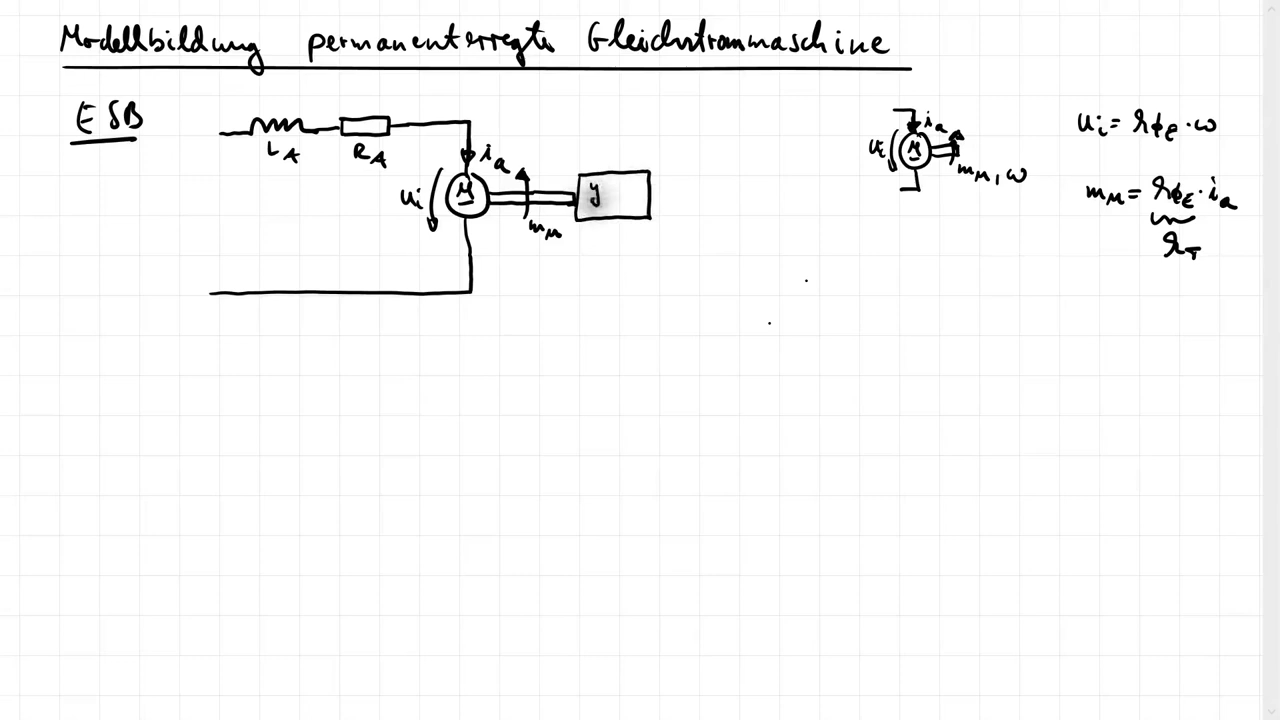 Modellbildung permanenterregte Gleichstrommaschine
ESB
L_A
R_A
i_a
u_i
M
m_M
J
u_i
M
i_a
m_M, ω
u_i = kϕ_E · ω
m_M = kϕ_E · i_a
k_T